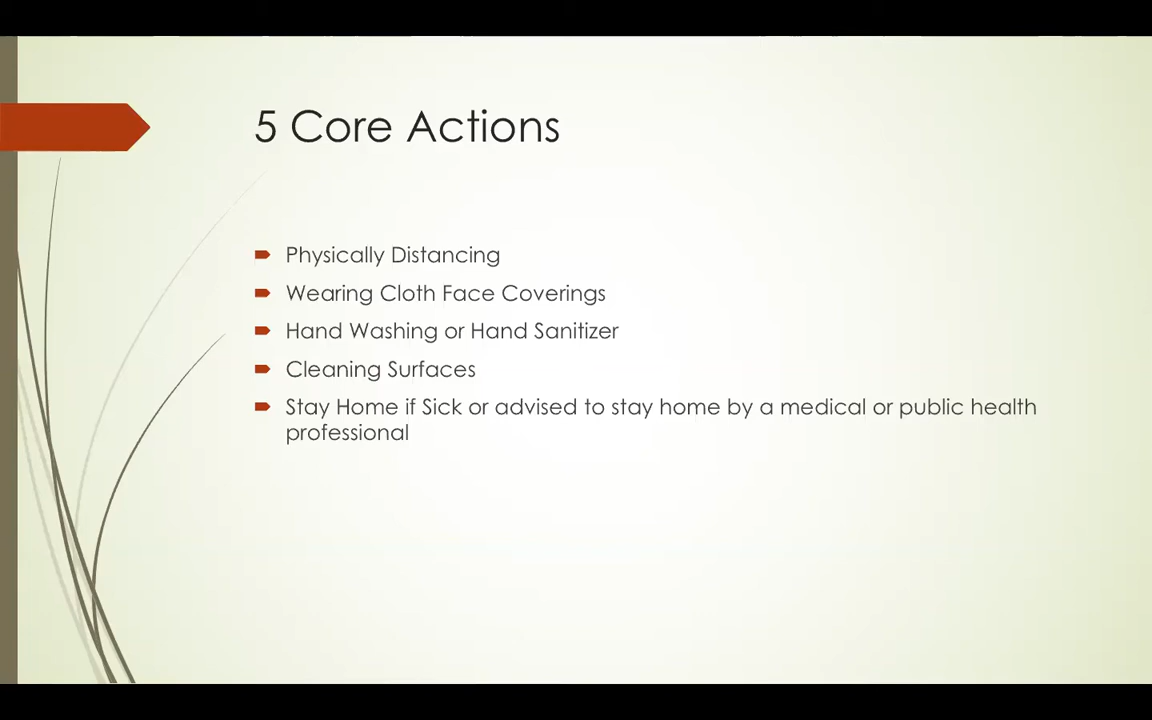 5 Core Actions
Physically Distancing
Wearing Cloth Face Coverings
Hand Washing or Hand Sanitizer
Cleaning Surfaces
Stay Home if Sick or advised to stay home by a medical or public health
professional